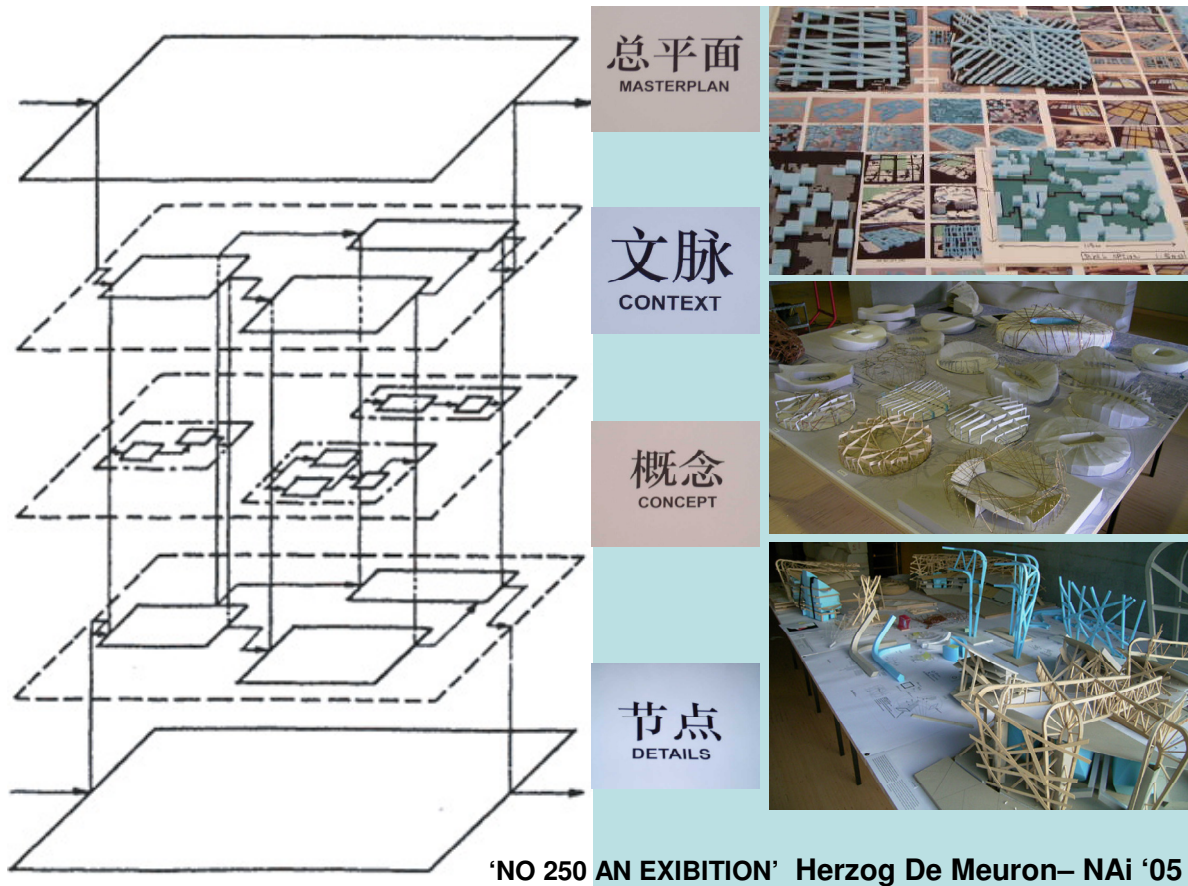 总平面
MASTERPLAN
文脉
CONTEXT
概念
CONCEPT
节点
DETAILS
‘NO 250 AN EXIBITION’ Herzog De Meuron– NAi ‘05